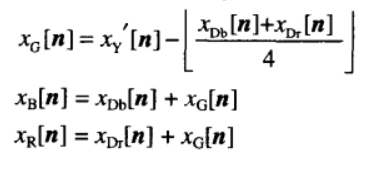 x_G[n] = x_Y'[n] − ⌊(x_Db[n]+x_Dr[n])/4⌋
x_B[n] = x_Db[n] + x_G[n]
x_R[n] = x_Dr[n] + x_G[n]